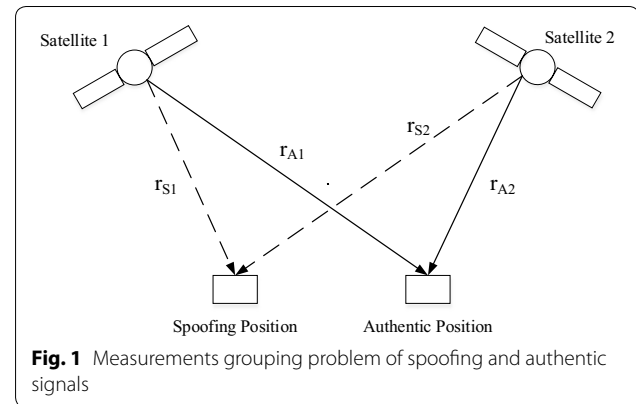 Satellite 1
Satellite 2
rS2
rA1
rS1
rA2
Spoofing Position
Authentic Position
Fig. 1 Measurements grouping problem of spoofing and authentic
signals